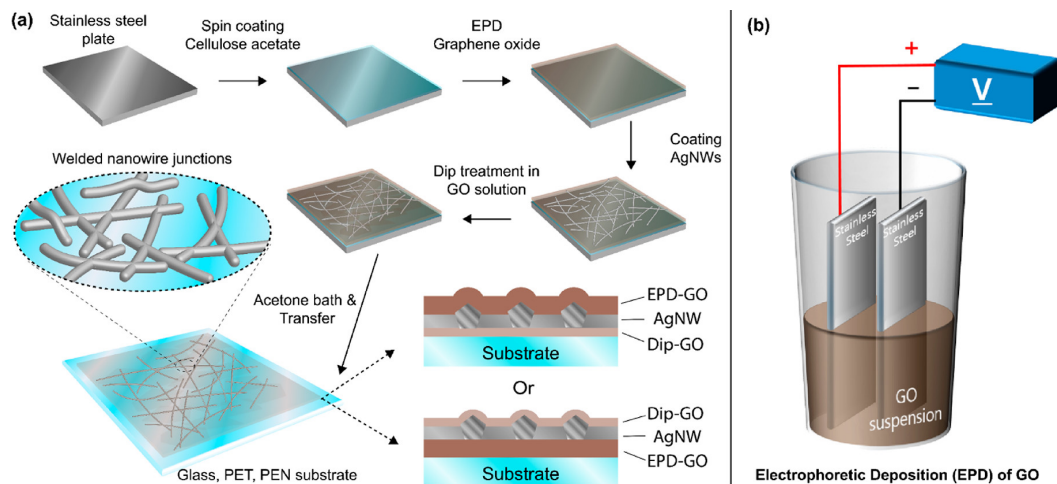 (a)
Stainless steel
plate
Spin coating
Cellulose acetate
EPD
Graphene oxide
Coating
AgNWs
Dip treatment in
GO solution
Welded nanowire junctions
Acetone bath &
Transfer
EPD-GO
AgNW
Dip-GO
Substrate
Or
Dip-GO
AgNW
EPD-GO
Substrate
Glass, PET, PEN substrate
(b)
+
−
V
Stainless
Steel
Stainless
Steel
GO
suspension
Electrophoretic Deposition (EPD) of GO